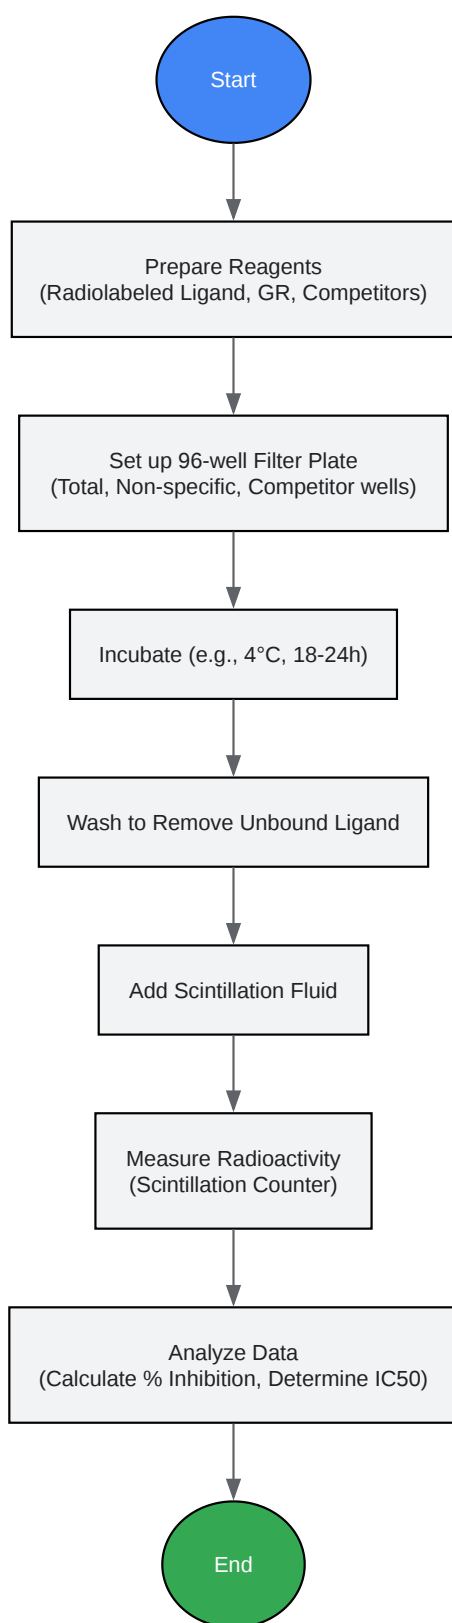 Start
Prepare Reagents
(Radiolabeled Ligand, GR, Competitors)
Set up 96-well Filter Plate
(Total, Non-specific, Competitor wells)
Incubate (e.g., 4°C, 18-24h)
Wash to Remove Unbound Ligand
Add Scintillation Fluid
Measure Radioactivity
(Scintillation Counter)
Analyze Data
(Calculate % Inhibition, Determine IC50)
End